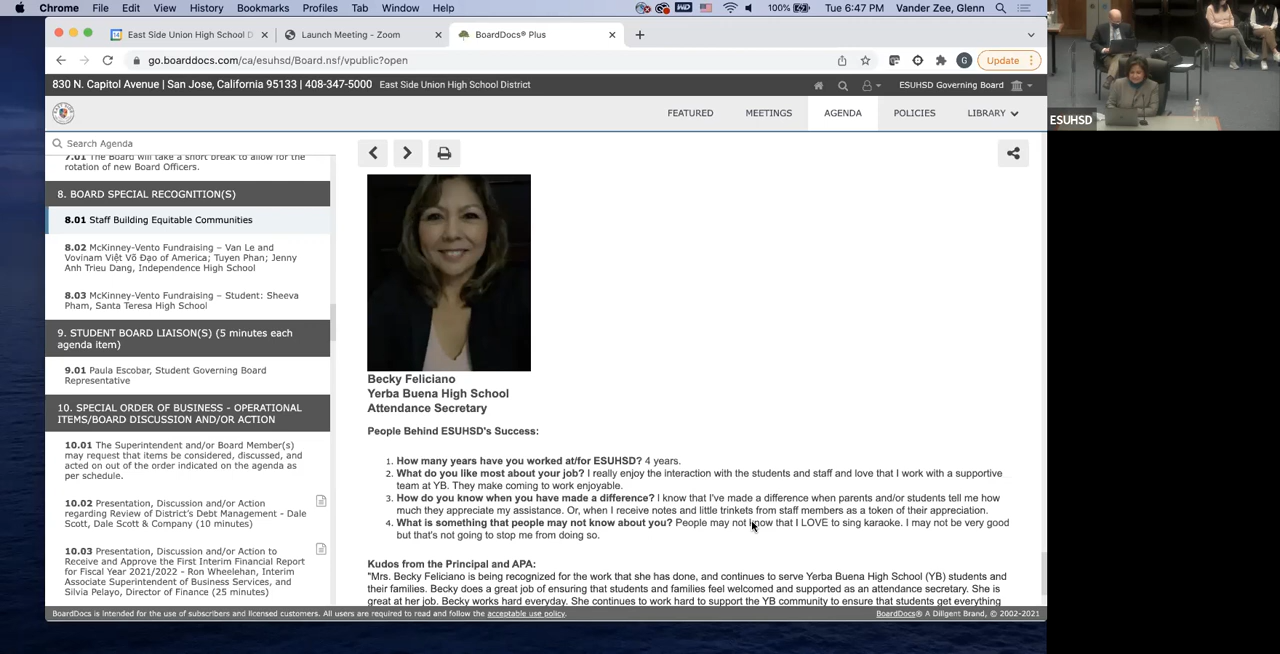 Chrome File Edit View History Bookmarks Profiles Tab Window Help 100% Tue 6:47 PM Vander Zee, Glenn
East Side Union High School D Launch Meeting - Zoom BoardDocs® Plus
go.boarddocs.com/ca/esuhsd/Board.nsf/vpublic?open G Update
830 N. Capitol Avenue | San Jose, California 95133 | 408-347-5000 East Side Union High School District ESUHSD Governing Board
FEATURED MEETINGS AGENDA POLICIES LIBRARY
ESUHSD
Search Agenda
7.01 The Board will take a short break to allow for the
rotation of new Board Officers.
8. BOARD SPECIAL RECOGNITION(S)
8.01 Staff Building Equitable Communities
8.02 McKinney-Vento Fundraising – Van Le and
Vovinam Việt Võ Đạo of America; Tuyen Phan; Jenny
Anh Trieu Dang, Independence High School
8.03 McKinney-Vento Fundraising – Student: Sheeva
Pham, Santa Teresa High School
9. STUDENT BOARD LIAISON(S) (5 minutes each
agenda item)
9.01 Paula Escobar, Student Governing Board
Representative
10. SPECIAL ORDER OF BUSINESS - OPERATIONAL
ITEMS/BOARD DISCUSSION AND/OR ACTION
10.01 The Superintendent and/or Board Member(s)
may request that items be considered, discussed, and
acted on out of the order indicated on the agenda as
per schedule.
10.02 Presentation, Discussion and/or Action
regarding Review of District's Debt Management - Dale
Scott, Dale Scott & Company (10 minutes)
10.03 Presentation, Discussion and/or Action to
Receive and Approve the First Interim Financial Report
for Fiscal Year 2021/2022 - Ron Wheelehan, Interim
Associate Superintendent of Business Services, and
Silvia Pelayo, Director of Finance (25 minutes)
Becky Feliciano
Yerba Buena High School
Attendance Secretary
People Behind ESUHSD's Success:
1. How many years have you worked at/for ESUHSD? 4 years.
2. What do you like most about your job? I really enjoy the interaction with the students and staff and love that I work with a supportive
team at YB. They make coming to work enjoyable.
3. How do you know when you have made a difference? I know that I've made a difference when parents and/or students tell me how
much they appreciate my assistance. Or, when I receive notes and little trinkets from staff members as a token of their appreciation.
4. What is something that people may not know about you? People may not know that I LOVE to sing karaoke. I may not be very good
but that's not going to stop me from doing so.
Kudos from the Principal and APA:
"Mrs. Becky Feliciano is being recognized for the work that she has done, and continues to serve Yerba Buena High School (YB) students and
their families. Becky does a great job of ensuring that students and families feel welcomed and supported as an attendance secretary. She is
great at her job. Becky works hard everyday. She continues to work hard to support the YB community to ensure that students get everything
BoardDocs is intended for the use of subscribers and licensed customers. All users are required to read and follow the acceptable use policy. BoardDocs® A Diligent Brand, © 2002-2021